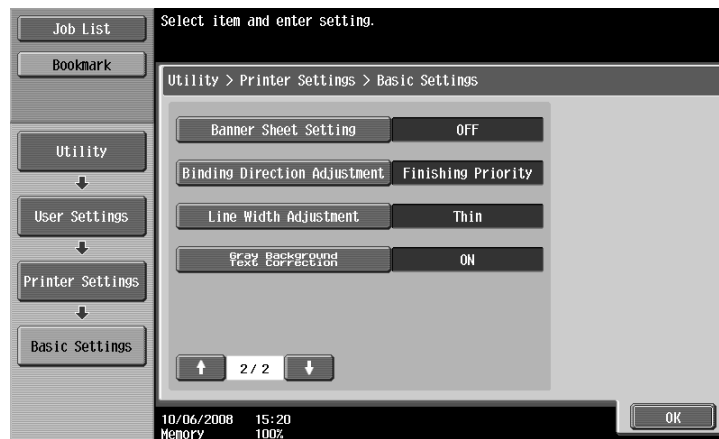 Job List
Bookmark
Select item and enter setting.
Utility > Printer Settings > Basic Settings
Utility
User Settings
Printer Settings
Basic Settings
Banner Sheet Setting OFF
Binding Direction Adjustment Finishing Priority
Line Width Adjustment Thin
Gray Background
Text Correction ON
2/2
10/06/2008 15:20
Memory 100%
OK